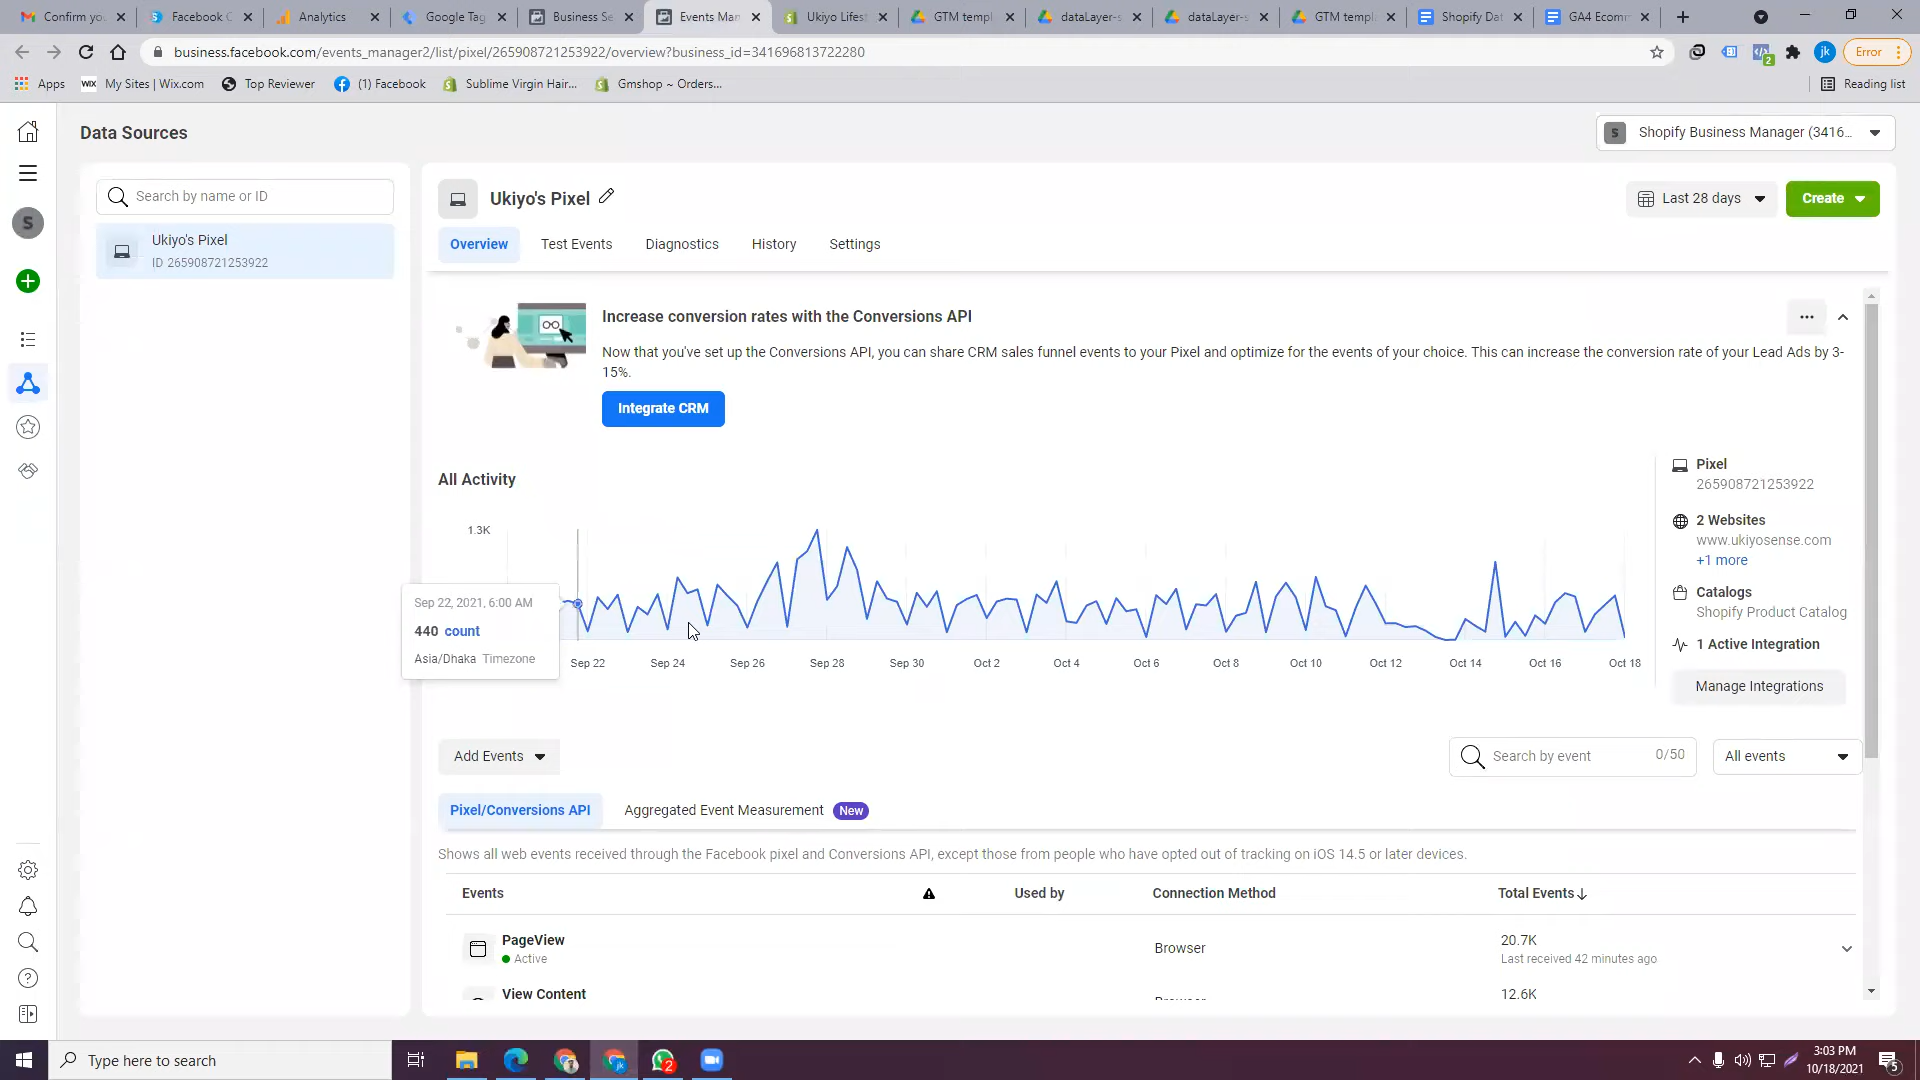 Confirm yo
Facebook C
Analytics
Google Tag
Business Se
Events Man
Ukiyo Lifest
GTM templ
dataLayer-s
dataLayer-s
GTM templ
Shopify Dat
GA4 Ecomm
business.facebook.com/events_manager2/list/pixel/265908721253922/overview?business_id=341696813722280
2
jk
Error
Apps
WIX
My Sites | Wix.com
Top Reviewer
(1) Facebook
Sublime Virgin Hair...
Gmshop ~ Orders...
Reading list
Data Sources
S
Shopify Business Manager (3416...
Search by name or ID
Ukiyo's Pixel
ID 265908721253922
S
Ukiyo's Pixel
Last 28 days
Create
Overview
Test Events
Diagnostics
History
Settings
Increase conversion rates with the Conversions API
Now that you've set up the Conversions API, you can share CRM sales funnel events to your Pixel and optimize for the events of your choice. This can increase the conversion rate of your Lead Ads by 3-
15%.
Integrate CRM
All Activity
1.3K
Sep 22, 2021, 6:00 AM
440 count
Asia/Dhaka Timezone
Sep 22
Sep 24
Sep 26
Sep 28
Sep 30
Oct 2
Oct 4
Oct 6
Oct 8
Oct 10
Oct 12
Oct 14
Oct 16
Oct 18
Pixel
265908721253922
2 Websites
www.ukiyosense.com
+1 more
Catalogs
Shopify Product Catalog
1 Active Integration
Manage Integrations
Add Events
Search by event
0/50
All events
Pixel/Conversions API
Aggregated Event Measurement
New
Shows all web events received through the Facebook pixel and Conversions API, except those from people who have opted out of tracking on iOS 14.5 or later devices.
Events
Used by
Connection Method
Total Events
PageView
Active
Browser
20.7K
Last received 42 minutes ago
View Content
Browser
12.6K
Type here to search
jk
2
3:03 PM
10/18/2021
5